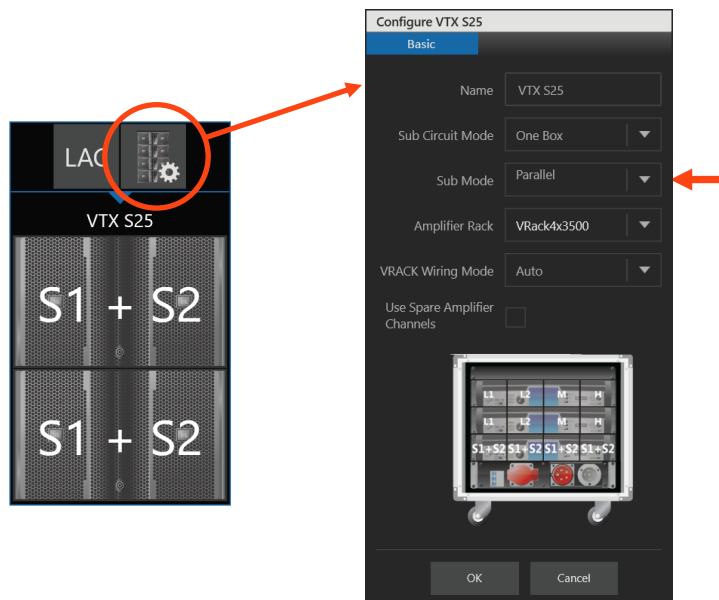 LAC
VTX S25
S1 + S2
S1 + S2
Configure VTX S25
Basic
Name VTX S25
Sub Circuit Mode One Box
Sub Mode Parallel
Amplifier Rack VRack4x3500
VRACK Wiring Mode Auto
Use Spare Amplifier
Channels
L1 L2 M H
L1 L2 M H
S1+S2 S1+S2 S1+S2 S1+S2
OK Cancel